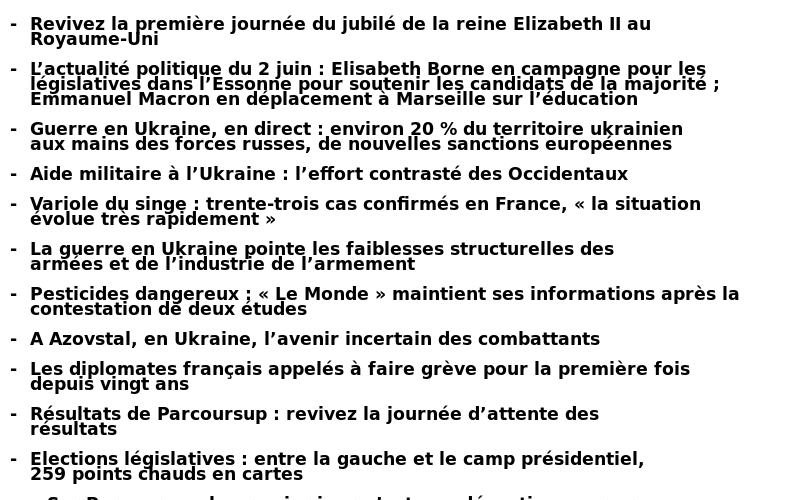 - Revivez la première journée du jubilé de la reine Elizabeth II au
Royaume-Uni
- L’actualité politique du 2 juin : Elisabeth Borne en campagne pour les
législatives dans l’Essonne pour soutenir les candidats de la majorité ;
Emmanuel Macron en déplacement à Marseille sur l’éducation
- Guerre en Ukraine, en direct : environ 20 % du territoire ukrainien
aux mains des forces russes, de nouvelles sanctions européennes
- Aide militaire à l’Ukraine : l’effort contrasté des Occidentaux
- Variole du singe : trente-trois cas confirmés en France, « la situation
évolue très rapidement »
- La guerre en Ukraine pointe les faiblesses structurelles des
armées et de l’industrie de l’armement
- Pesticides dangereux : « Le Monde » maintient ses informations après la
contestation de deux études
- A Azovstal, en Ukraine, l’avenir incertain des combattants
- Les diplomates français appelés à faire grève pour la première fois
depuis vingt ans
- Résultats de Parcoursup : revivez la journée d’attente des
résultats
- Elections législatives : entre la gauche et le camp présidentiel,
259 points chauds en cartes